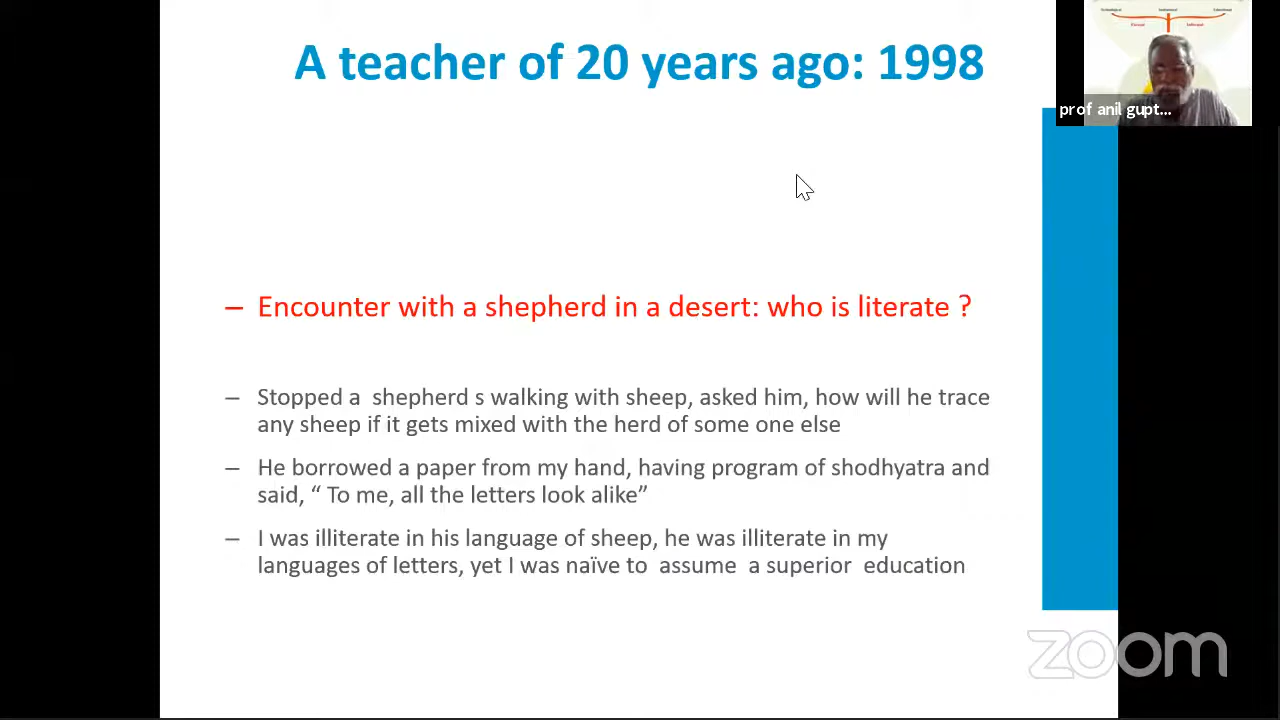 A teacher of 20 years ago: 1998
prof anil gupt...
– Encounter with a shepherd in a desert: who is literate ?
– Stopped a shepherd s walking with sheep, asked him, how will he trace
any sheep if it gets mixed with the herd of some one else
– He borrowed a paper from my hand, having program of shodhyatra and
said, “ To me, all the letters look alike”
– I was illiterate in his language of sheep, he was illiterate in my
languages of letters, yet I was naïve to assume a superior education
zoom